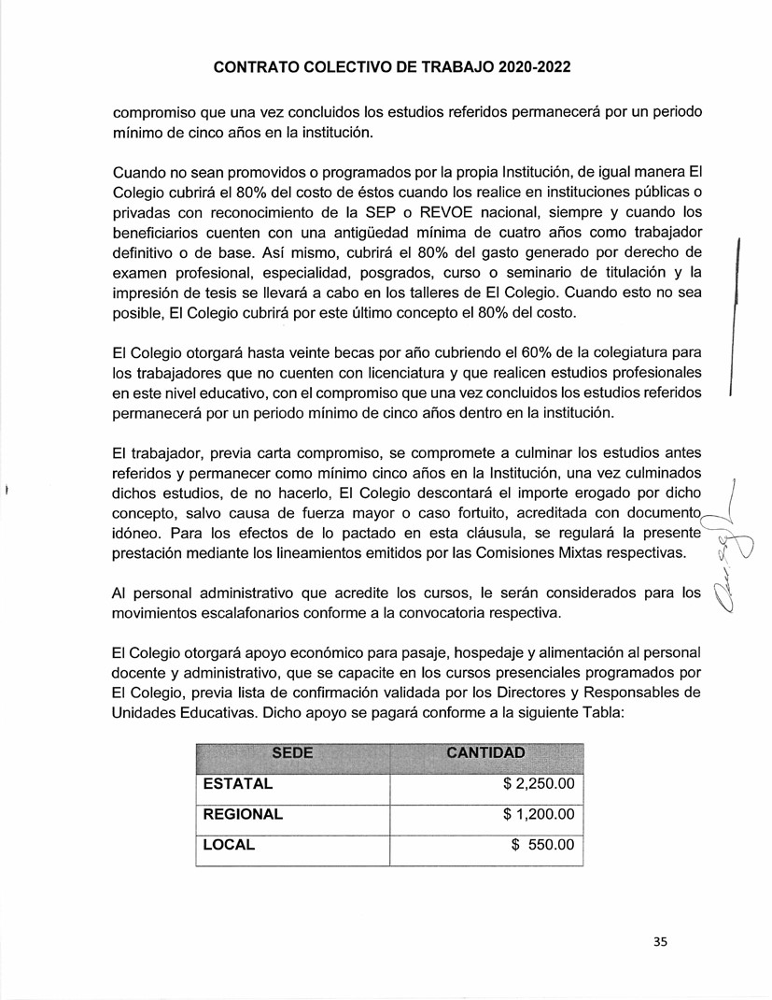 CONTRATO COLECTIVO DE TRABAJO 2020-2022
compromiso que una vez concluidos los estudios referidos permanecerá por un periodo
mínimo de cinco años en la institución.
Cuando no sean promovidos o programados por la propia Institución, de igual manera El
Colegio cubrirá el 80% del costo de éstos cuando los realice en instituciones públicas o
privadas con reconocimiento de la SEP o REVOE nacional, siempre y cuando los
beneficiarios cuenten con una antigüedad mínima de cuatro años como trabajador
definitivo o de base. Así mismo, cubrirá el 80% del gasto generado por derecho de
examen profesional, especialidad, posgrados, curso o seminario de titulación y la
impresión de tesis se llevará a cabo en los talleres de El Colegio. Cuando esto no sea
posible, El Colegio cubrirá por este último concepto el 80% del costo.
El Colegio otorgará hasta veinte becas por año cubriendo el 60% de la colegiatura para
los trabajadores que no cuenten con licenciatura y que realicen estudios profesionales
en este nivel educativo, con el compromiso que una vez concluidos los estudios referidos
permanecerá por un periodo mínimo de cinco años dentro en la institución.
El trabajador, previa carta compromiso, se compromete a culminar los estudios antes
referidos y permanecer como mínimo cinco años en la Institución, una vez culminados
dichos estudios, de no hacerlo, El Colegio descontará el importe erogado por dicho
concepto, salvo causa de fuerza mayor o caso fortuito, acreditada con documento
idóneo. Para los efectos de lo pactado en esta cláusula, se regulará la presente
prestación mediante los lineamientos emitidos por las Comisiones Mixtas respectivas.
Al personal administrativo que acredite los cursos, le serán considerados para los
movimientos escalafonarios conforme a la convocatoria respectiva.
El Colegio otorgará apoyo económico para pasaje, hospedaje y alimentación al personal
docente y administrativo, que se capacite en los cursos presenciales programados por
El Colegio, previa lista de confirmación validada por los Directores y Responsables de
Unidades Educativas. Dicho apoyo se pagará conforme a la siguiente Tabla:
SEDE CANTIDAD
ESTATAL $ 2,250.00
REGIONAL $ 1,200.00
LOCAL $ 550.00
35